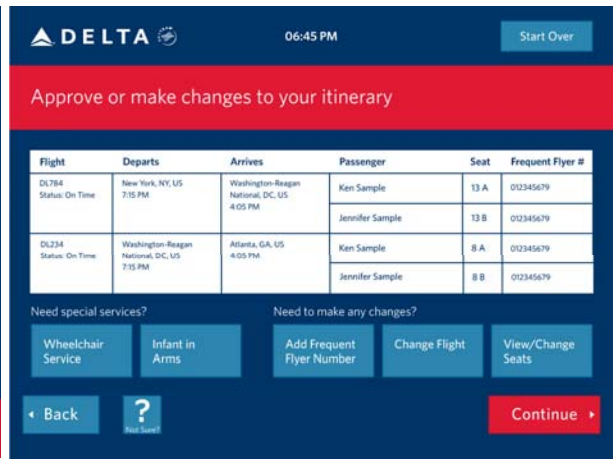 DELTA
06:45 PM
Start Over
Approve or make changes to your itinerary
Flight Departs Arrives Passenger Seat Frequent Flyer #
DL784
Status: On Time
New York, NY, US
7:15 PM
Washington-Reagan
National, DC, US
4:05 PM
Ken Sample 13 A 012345679
Jennifer Sample 13 B 012345679
DL234
Status: On Time
Washington-Reagan
National, DC, US
7:15 PM
Atlanta, GA, US
4:05 PM
Ken Sample 8 A 012345679
Jennifer Sample 8 B 012345679
Need special services?
Need to make any changes?
Wheelchair
Service
Infant in
Arms
Add Frequent
Flyer Number
Change Flight
View/Change
Seats
Back
?
Not Sure?
Continue